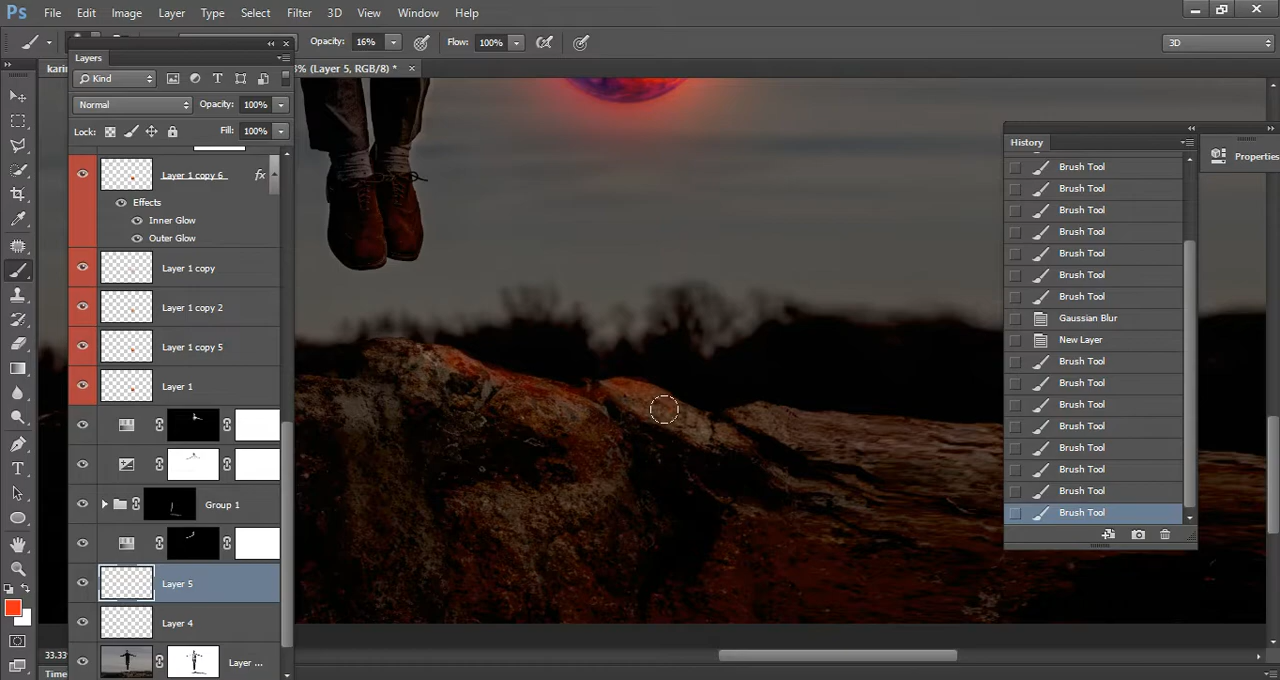 Ps File Edit Image Layer Type Select Filter 3D View Window Help
Opacity: 16% Flow: 100% 3D
Layers
% (Layer 5, RGB/8) * ×
Kind
Normal Opacity: 100%
Lock: Fill: 100%
Layer 1 copy 6 fx
Effects
Inner Glow
Outer Glow
Layer 1 copy
Layer 1 copy 2
Layer 1 copy 5
Layer 1
Group 1
Layer 5
Layer 4
Layer ...
33.33
Time
History
Properties
Brush Tool
Brush Tool
Brush Tool
Brush Tool
Brush Tool
Brush Tool
Brush Tool
Gaussian Blur
New Layer
Brush Tool
Brush Tool
Brush Tool
Brush Tool
Brush Tool
Brush Tool
Brush Tool
Brush Tool